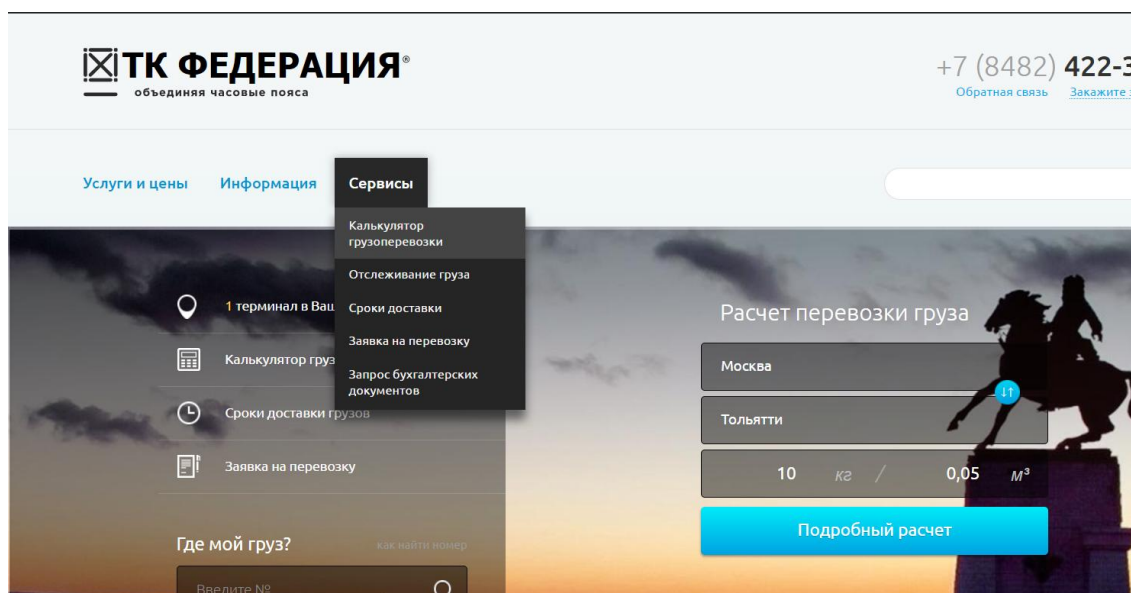 ТК ФЕДЕРАЦИЯ®
объединяя часовые пояса
+7 (8482) 422-3
Обратная связь Закажите
Услуги и цены Информация Сервисы
Калькулятор
грузоперевозки
Отслеживание груза
Сроки доставки
Заявка на перевозку
Запрос бухгалтерских
документов
1 терминал в Ваш
Калькулятор груз
Сроки доставки грузов
Заявка на перевозку
Где мой груз? как найти номер
Введите №
Расчет перевозки груза
Москва
Тольятти
10 кг / 0,05 м³
Подробный расчет